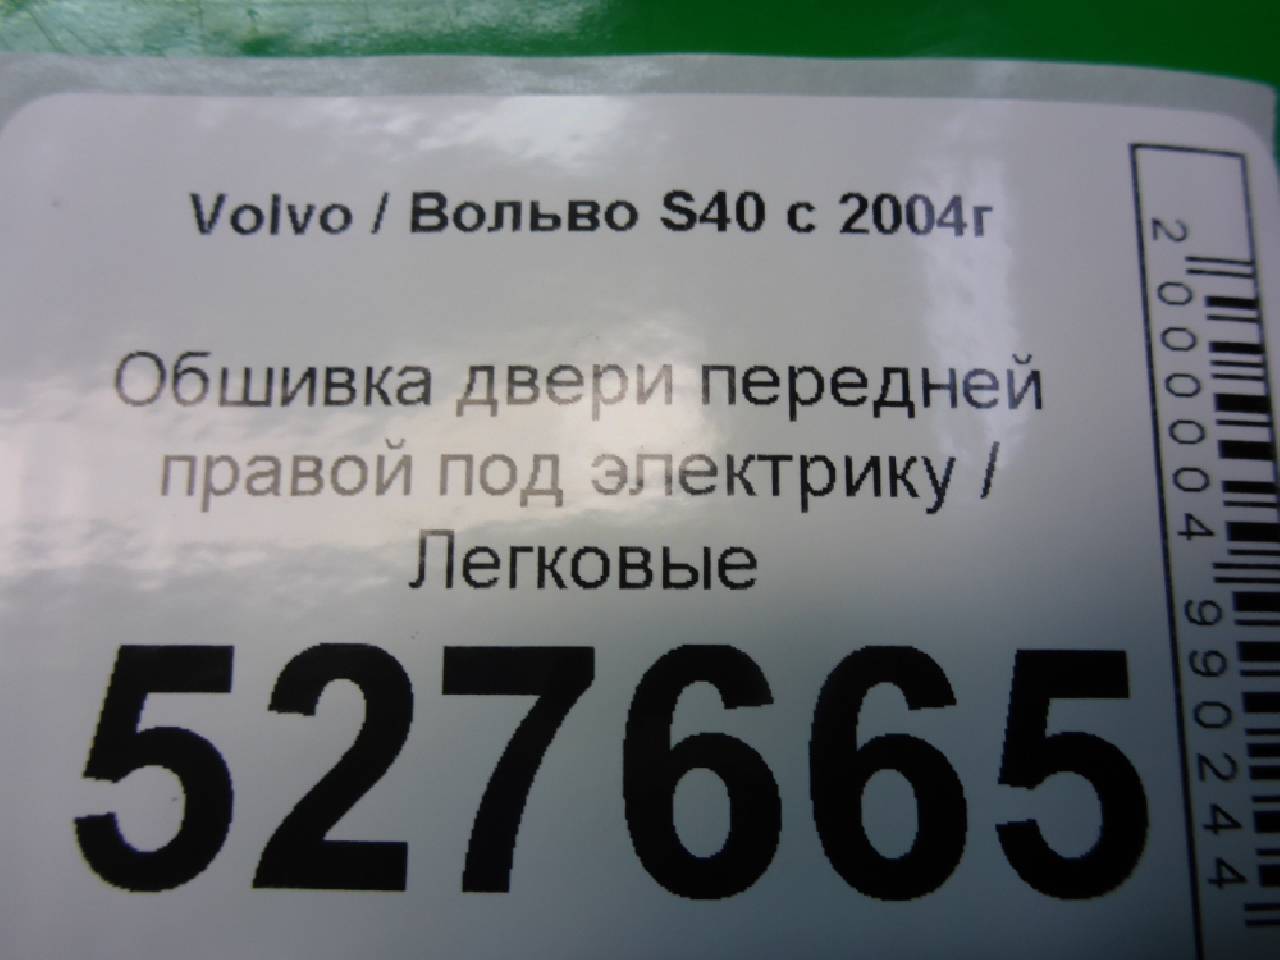 Volvo / Вольво S40 с 2004г
Обшивка двери передней
правой под электрику /
Легковые
527665
2000004990244